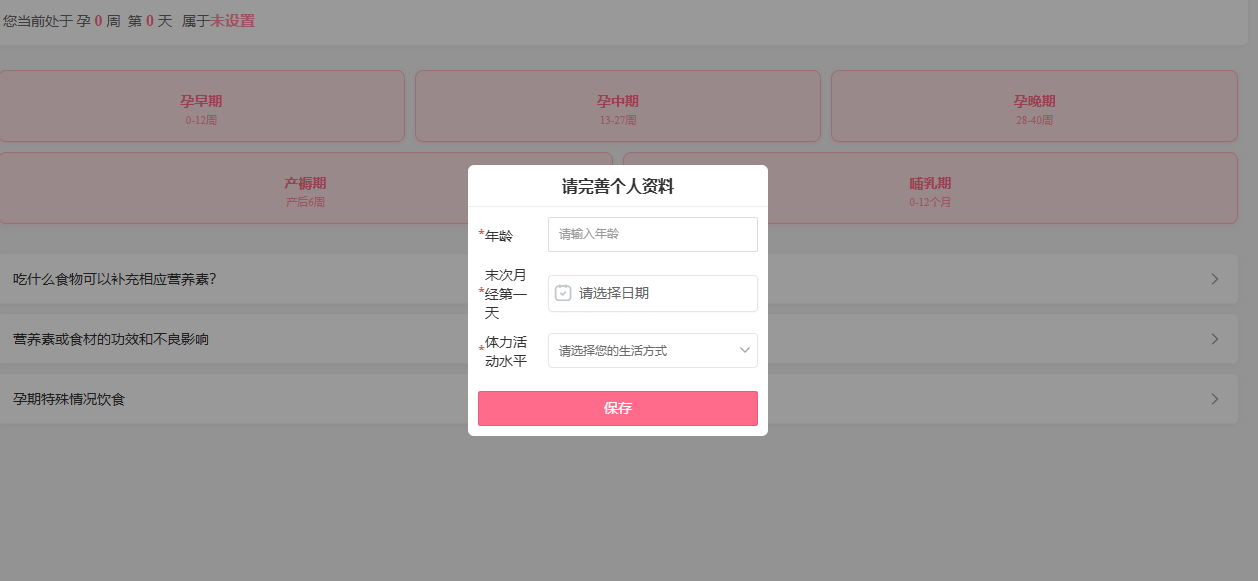 您当前处于 孕 0 周 第 0 天 属于未设置
孕早期
0-12周
孕中期
13-27周
孕晚期
28-40周
产褥期
产后6周
哺乳期
0-12个月
请完善个人资料
*年龄
请输入年龄
*末次月
经第一
天
请选择日期
*体力活
动水平
请选择您的生活方式
保存
吃什么食物可以补充相应营养素?
营养素或食材的功效和不良影响
孕期特殊情况饮食